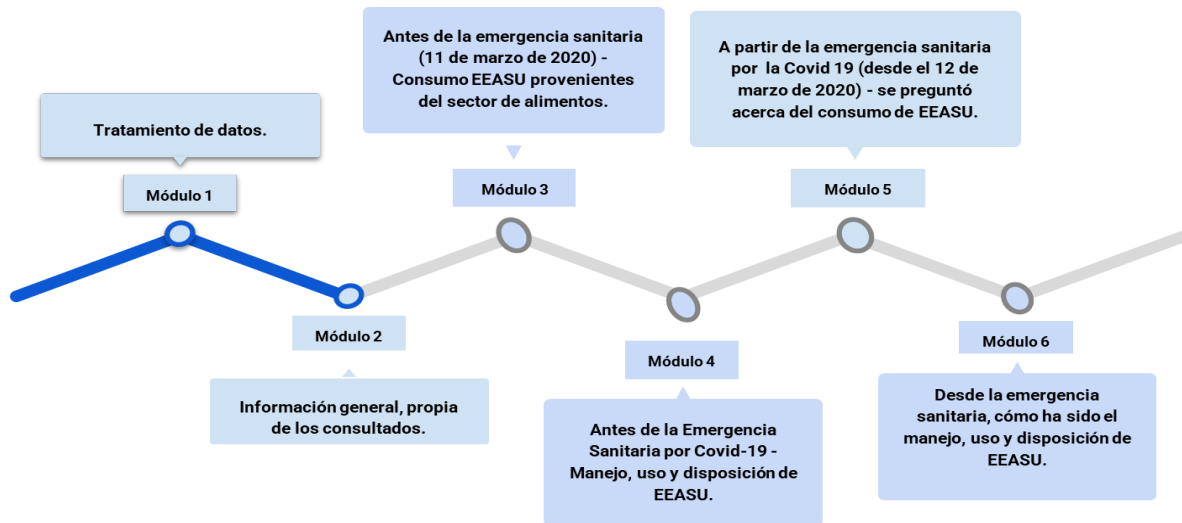 Tratamiento de datos.
Módulo 1
Módulo 2
Información general, propia
de los consultados.
Antes de la emergencia sanitaria
(11 de marzo de 2020) -
Consumo EEASU provenientes
del sector de alimentos.
Módulo 3
Módulo 4
Antes de la Emergencia
Sanitaria por Covid-19 -
Manejo, uso y disposición de
EEASU.
A partir de la emergencia sanitaria
por la Covid 19 (desde el 12 de
marzo de 2020) - se preguntó
acerca del consumo de EEASU.
Módulo 5
Módulo 6
Desde la emergencia
sanitaria, cómo ha sido el
manejo, uso y disposición de
EEASU.